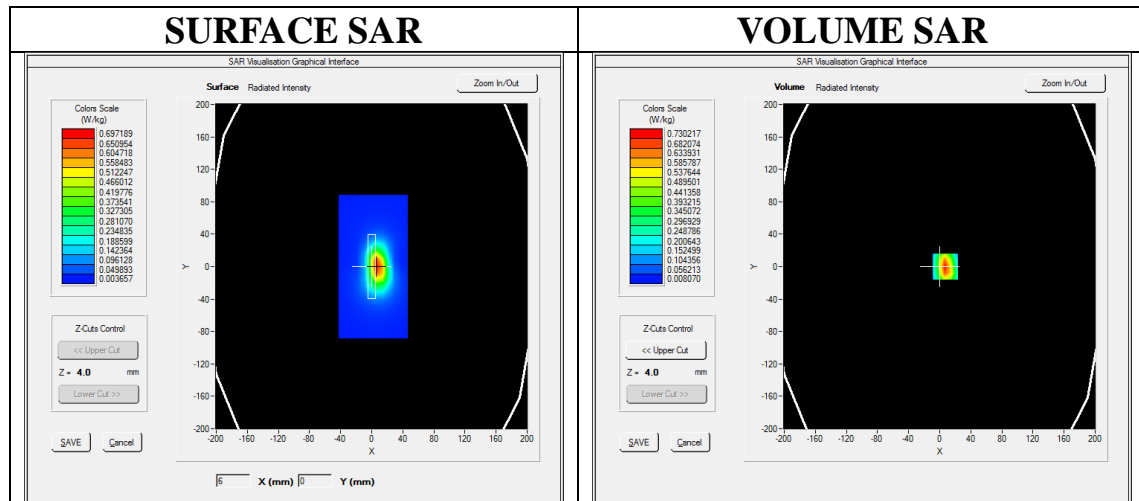 SURFACE SAR
SAR Visualisation Graphical Interface
Surface Radiated Intensity
Zoom In/Out
Colors Scale
(W/kg)
0.697189
0.650954
0.604718
0.558483
0.512247
0.466012
0.419776
0.373541
0.327305
0.281070
0.234835
0.188599
0.142364
0.096128
0.049893
0.003657
Z-Cuts Control
<< Upper Cut
Z = 4.0 mm
Lower Cut >>
SAVE Cancel
200
160
120
80
40
0
-40
-80
-120
-160
-200
Y
-200 -160 -120 -80 -40 0 40 80 120 160 200
X
6 X (mm) 0 Y (mm)
VOLUME SAR
SAR Visualisation Graphical Interface
Volume Radiated Intensity
Zoom In/Out
Colors Scale
(W/kg)
0.730217
0.682074
0.633931
0.585787
0.537644
0.489501
0.441358
0.393215
0.345072
0.296929
0.248786
0.200643
0.152499
0.104356
0.056213
0.008070
Z-Cuts Control
<< Upper Cut
Z = 4.0 mm
Lower Cut >>
SAVE Cancel
200
160
120
80
40
0
-40
-80
-120
-160
-200
Y
-200 -160 -120 -80 -40 0 40 80 120 160 200
X